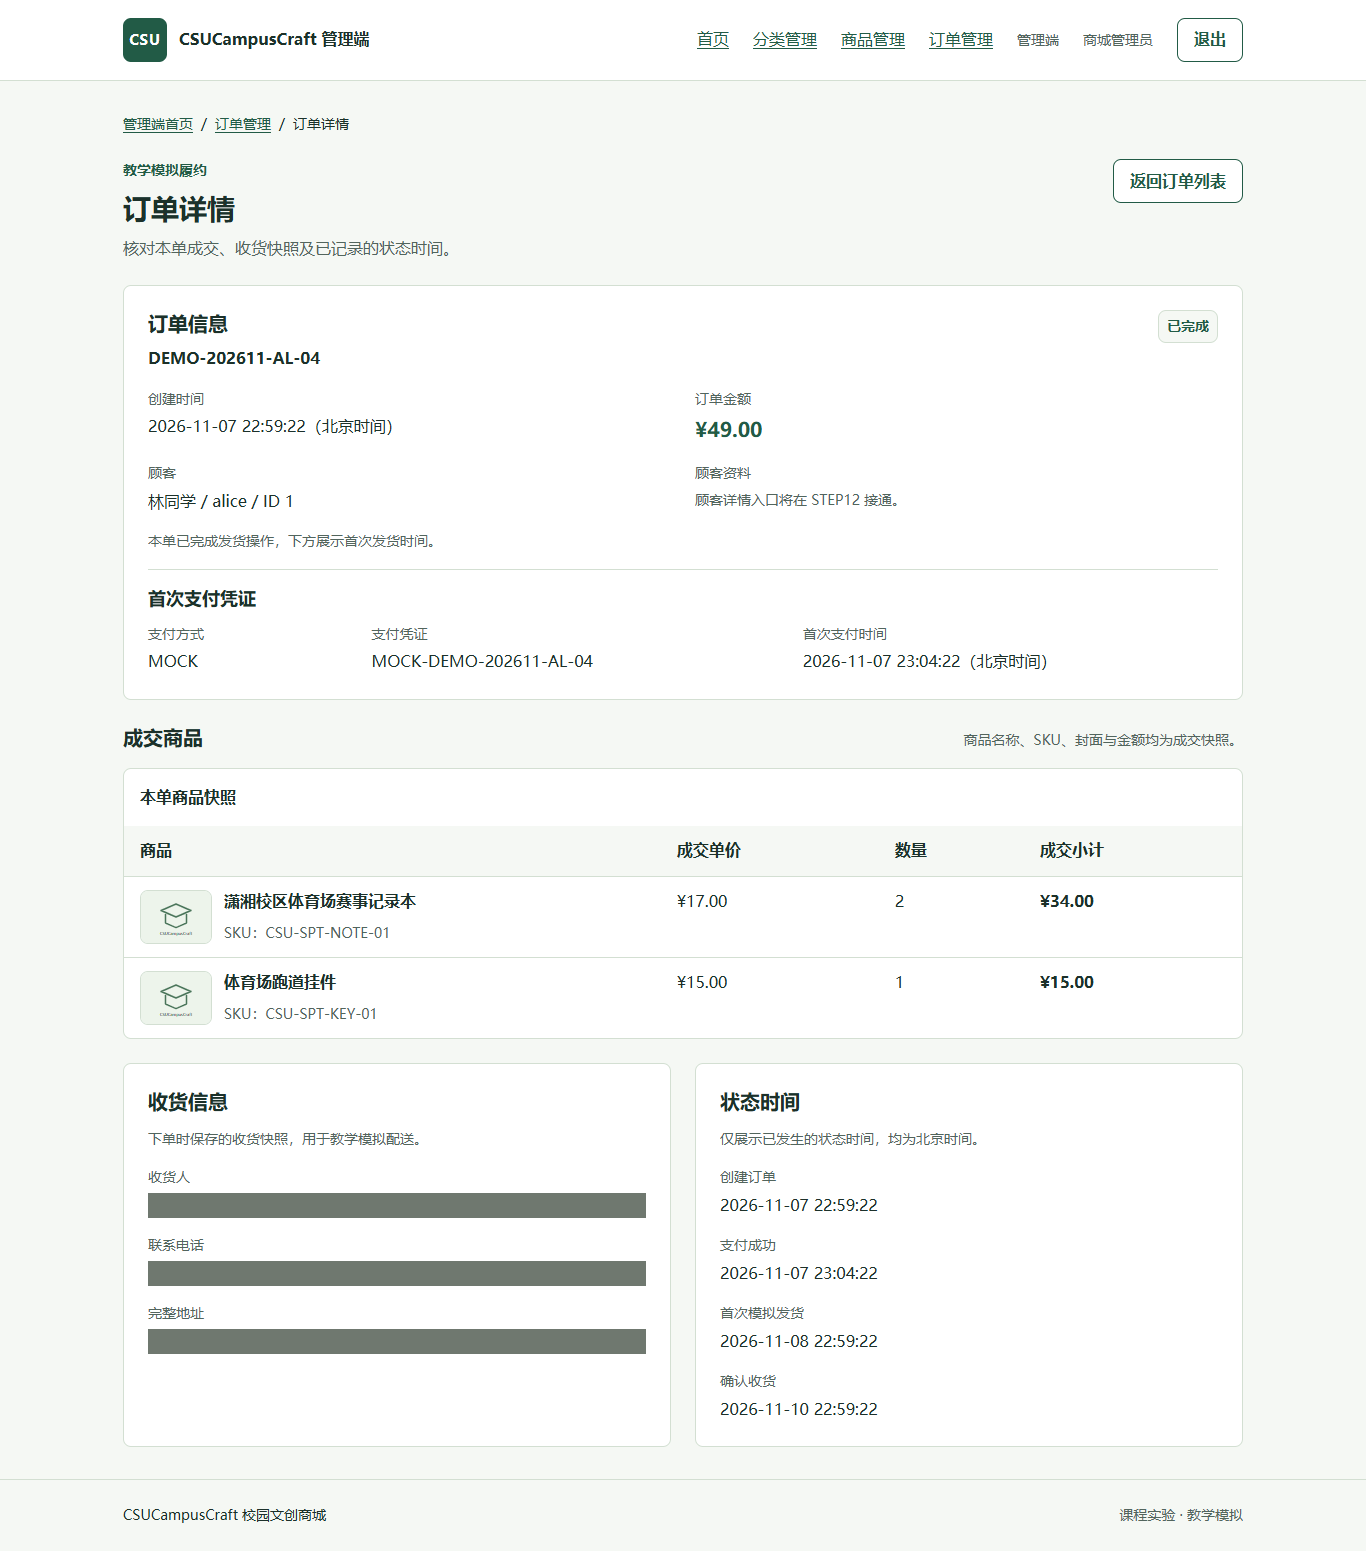 CSU CSUCampusCraft 管理端 首页 分类管理 商品管理 订单管理 管理端 商城管理员 退出
管理端首页 / 订单管理 / 订单详情
教学模拟履约
返回订单列表
订单详情
核对本单成交、收货快照及已记录的状态时间。
订单信息
已完成
DEMO-202611-AL-04
创建时间 订单金额
2026-11-07 22:59:22（北京时间） ¥49.00
顾客 顾客资料
林同学 / alice / ID 1 顾客详情入口将在 STEP12 接通。
本单已完成发货操作，下方展示首次发货时间。
首次支付凭证
支付方式 支付凭证 首次支付时间
MOCK MOCK-DEMO-202611-AL-04 2026-11-07 23:04:22（北京时间）
成交商品 商品名称、SKU、封面与金额均为成交快照。
本单商品快照
商品 成交单价 数量 成交小计
潇湘校区体育场赛事记录本 ¥17.00 2 ¥34.00
CSUCampusCraft SKU：CSU-SPT-NOTE-01
体育场跑道挂件 ¥15.00 1 ¥15.00
CSUCampusCraft SKU：CSU-SPT-KEY-01
收货信息
下单时保存的收货快照，用于教学模拟配送。
收货人
联系电话
完整地址
状态时间
仅展示已发生的状态时间，均为北京时间。
创建订单
2026-11-07 22:59:22
支付成功
2026-11-07 23:04:22
首次模拟发货
2026-11-08 22:59:22
确认收货
2026-11-10 22:59:22
CSUCampusCraft 校园文创商城 课程实验 · 教学模拟